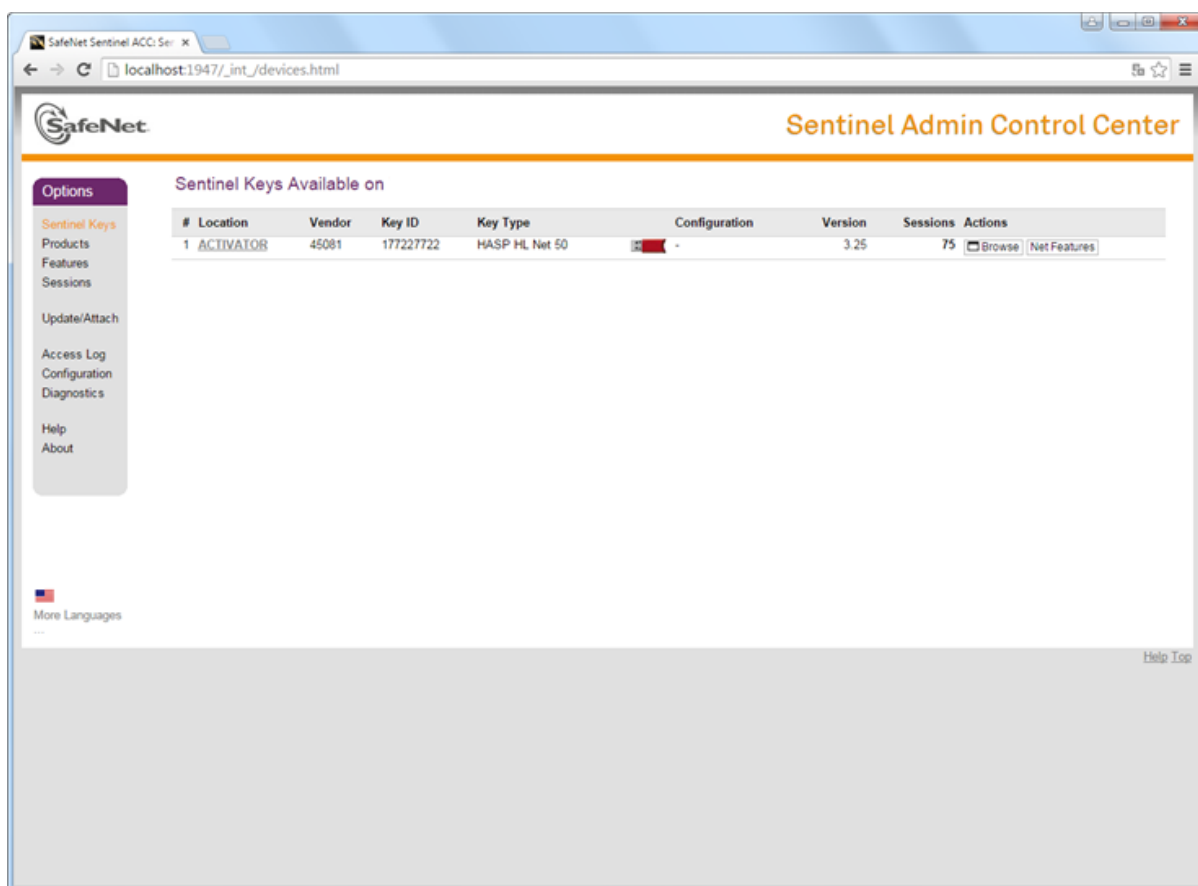 SafeNet Sentinel ACC: Ser
localhost:1947/_int_/devices.html
SafeNet.
Sentinel Admin Control Center
Options
Sentinel Keys
Products
Features
Sessions
Update/Attach
Access Log
Configuration
Diagnostics
Help
About
More Languages
...
Sentinel Keys Available on
# Location Vendor Key ID Key Type Configuration Version Sessions Actions
1 ACTIVATOR 45081 177227722 HASP HL Net 50 - 3.25 75 Browse Net Features
Help Top